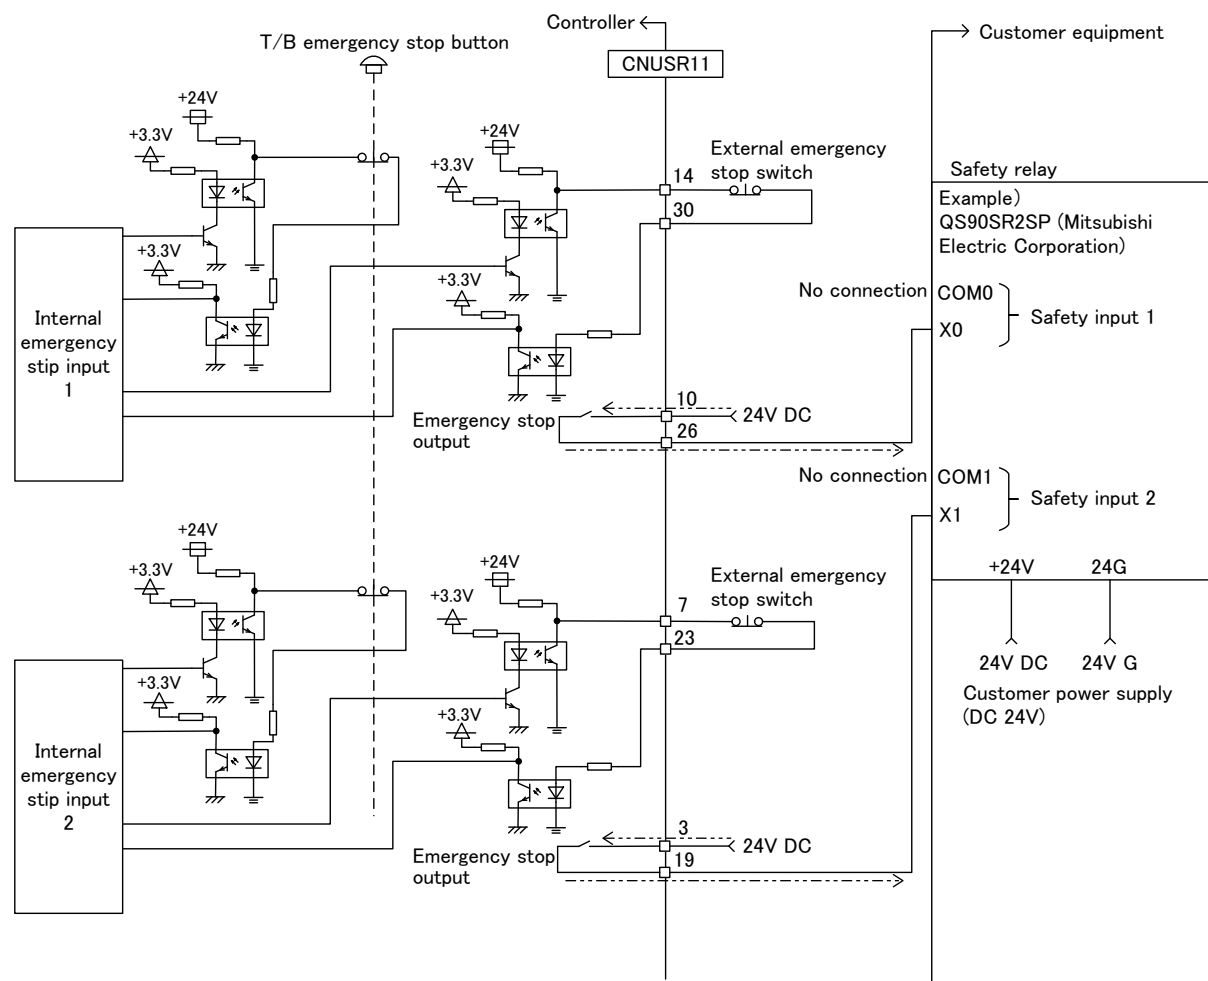 Controller
T/B emergency stop button
CNUSR11
Customer equipment
+24V
+3.3V
+24V
+3.3V
14
30
External emergency
stop switch
Safety relay
Example)
QS90SR2SP (Mitsubishi
Electric Corporation)
+3.3V
+3.3V
Internal
emergency
stip input
1
No connection
COM0
X0
Safety input 1
Emergency stop
output
10
24V DC
26
No connection
COM1
X1
Safety input 2
+24V
+3.3V
+24V
+3.3V
7
23
External emergency
stop switch
+24V
24G
24V DC
24V G
Customer power supply
(DC 24V)
+3.3V
+3.3V
Internal
emergency
stip input
2
Emergency stop
output
3
24V DC
19